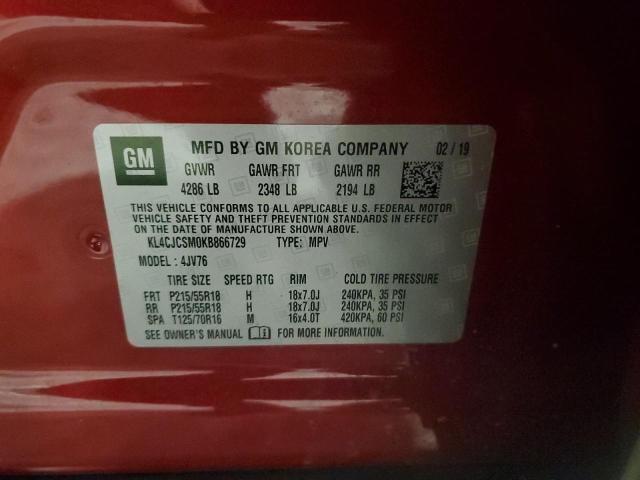 GM
MFD BY GM KOREA COMPANY 02 / 19
GVWR GAWR FRT GAWR RR
4286 LB 2348 LB 2194 LB
THIS VEHICLE CONFORMS TO ALL APPLICABLE U.S. FEDERAL MOTOR
VEHICLE SAFETY AND THEFT PREVENTION STANDARDS IN EFFECT
ON THE DATE OF MANUFACTURE SHOWN ABOVE.
KL4CJCSM0KB866729 TYPE: MPV
MODEL: 4JV76
TIRE SIZE SPEED RTG RIM COLD TIRE PRESSURE
FRT P215/55R18 H 18x7.0J 240KPA, 35 PSI
RR P215/55R18 H 18x7.0J 240KPA, 35 PSI
SPA T125/70R16 M 16x4.0T 420KPA, 60 PSI
SEE OWNER'S MANUAL FOR MORE INFORMATION.